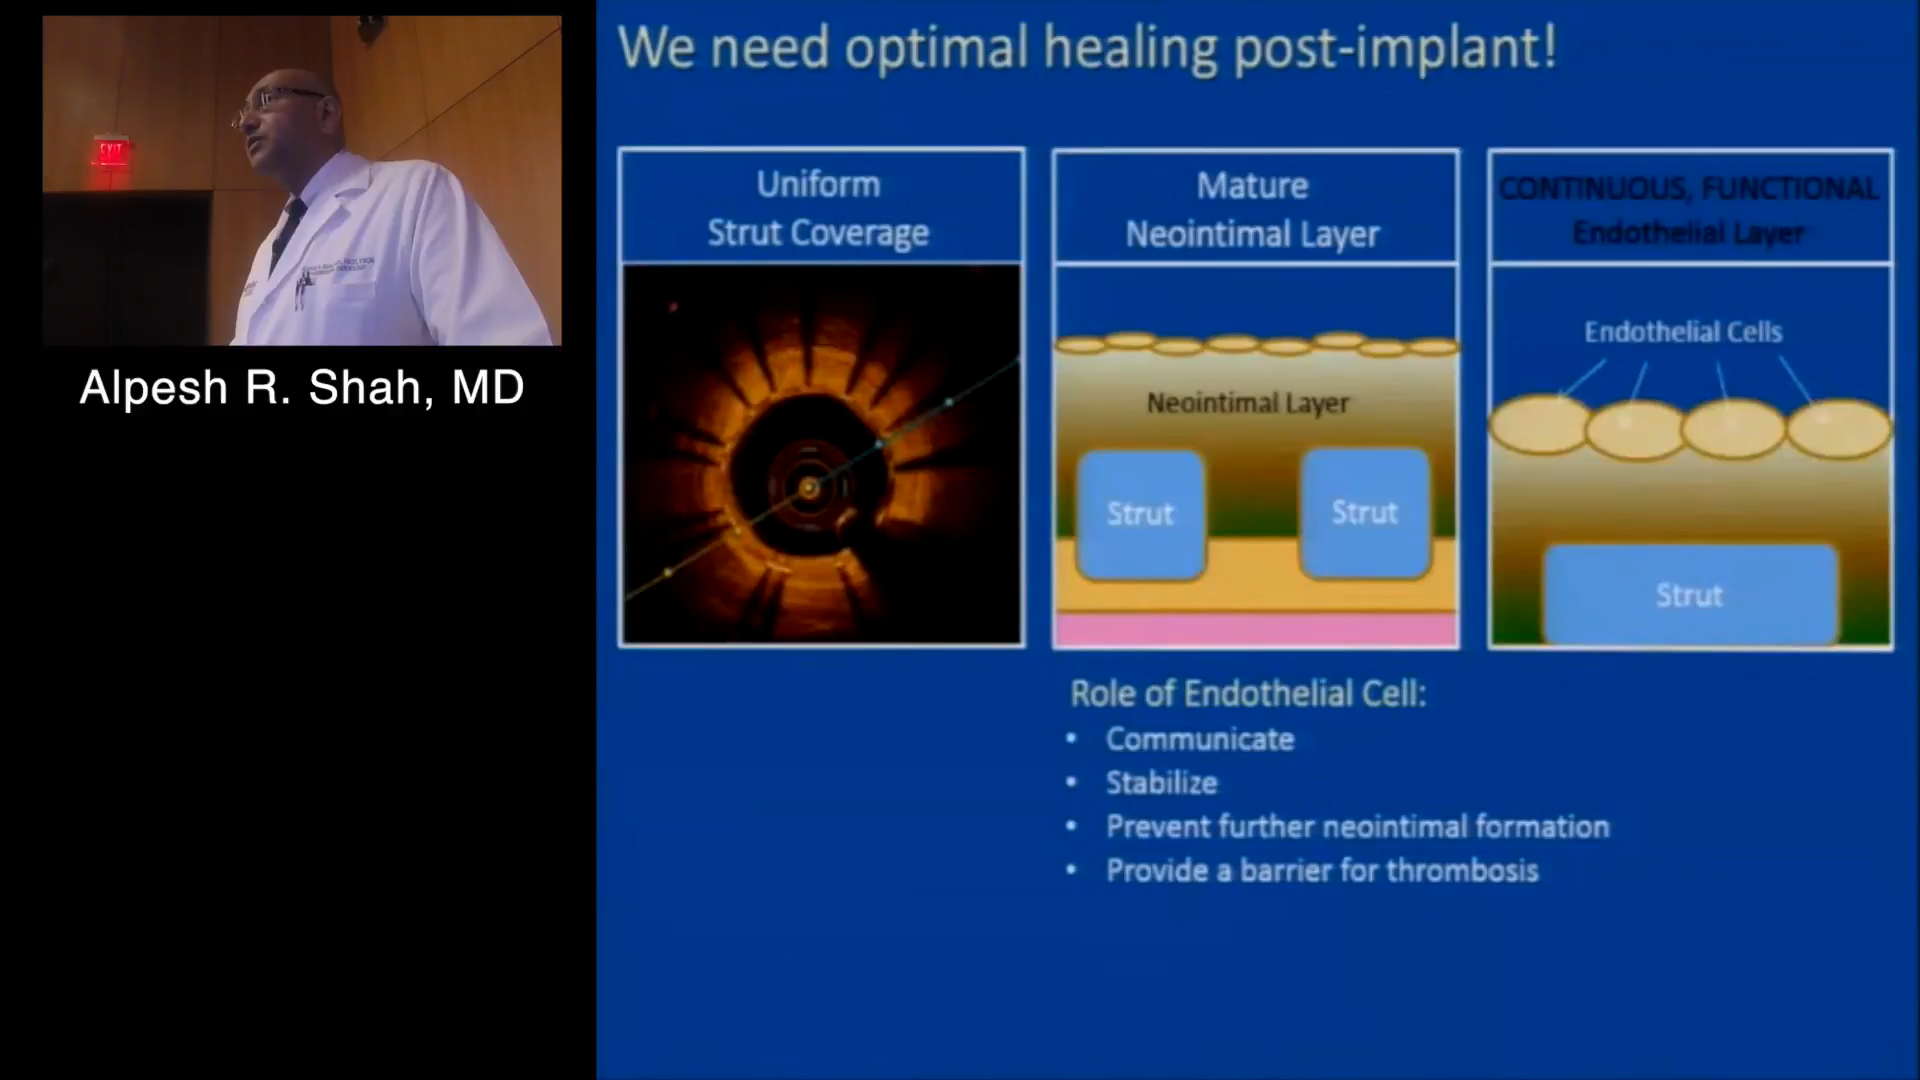 We need optimal healing post-implant!
EXIT
Alpesh R. Shah, MD
Uniform
Strut Coverage
Mature
Neointimal Layer
Neointimal Layer
Strut
Strut
CONTINUOUS, FUNCTIONAL
Endothelial Layer
Endothelial Cells
Strut
Role of Endothelial Cell:
• Communicate
• Stabilize
• Prevent further neointimal formation
• Provide a barrier for thrombosis